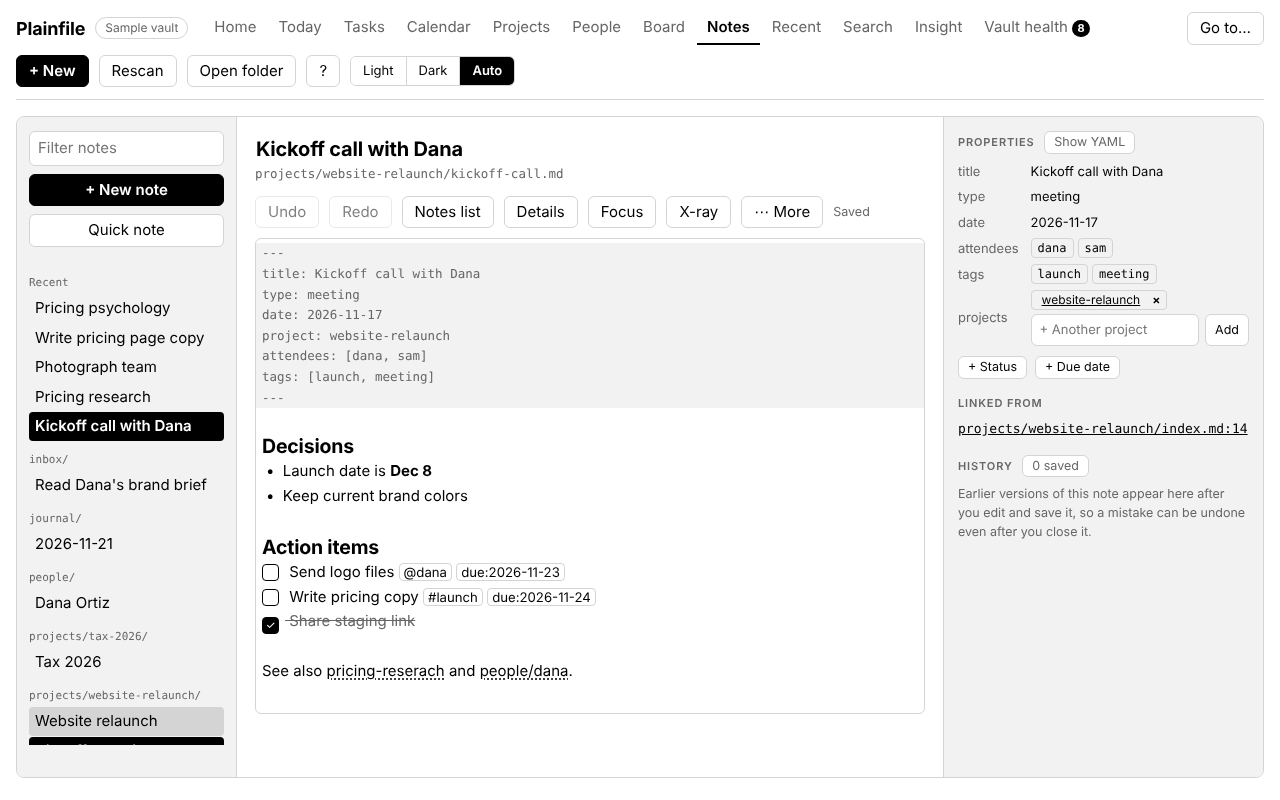 Plainfile Sample vault Home Today Tasks Calendar Projects People Board Notes Recent Search Insight Vault health 8 Go to...
+ New Rescan Open folder ? Light Dark Auto
Filter notes
+ New note
Quick note
Recent
Pricing psychology
Write pricing page copy
Photograph team
Pricing research
Kickoff call with Dana
inbox/
Read Dana's brand brief
journal/
2026-11-21
people/
Dana Ortiz
projects/tax-2026/
Tax 2026
projects/website-relaunch/
Website relaunch
Kickoff call with Dana
projects/website-relaunch/kickoff-call.md
Undo Redo Notes list Details Focus X-ray ··· More Saved
---
title: Kickoff call with Dana
type: meeting
date: 2026-11-17
project: website-relaunch
attendees: [dana, sam]
tags: [launch, meeting]
---
Decisions
• Launch date is Dec 8
• Keep current brand colors
Action items
Send logo files @dana due:2026-11-23
Write pricing copy #launch due:2026-11-24
Share staging link
See also pricing-reserach and people/dana.
PROPERTIES Show YAML
title Kickoff call with Dana
type meeting
date 2026-11-17
attendees dana sam
tags launch meeting
projects website-relaunch ×
+ Another project Add
+ Status + Due date
LINKED FROM
projects/website-relaunch/index.md:14
HISTORY 0 saved
Earlier versions of this note appear here after
you edit and save it, so a mistake can be undone
even after you close it.